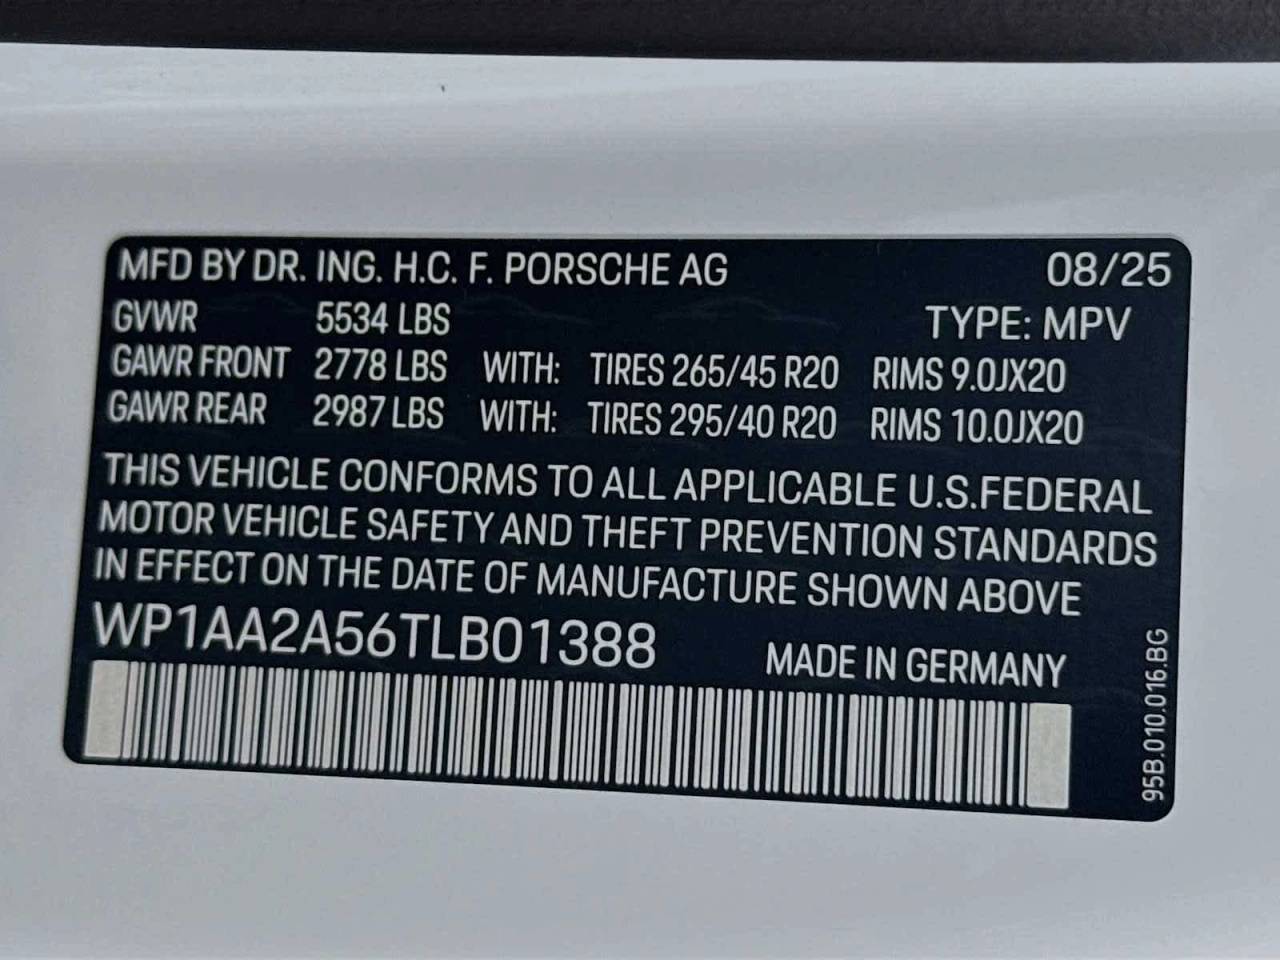 MFD BY DR. ING. H.C. F. PORSCHE AG 08/25
GVWR 5534 LBS TYPE: MPV
GAWR FRONT 2778 LBS WITH: TIRES 265/45 R20 RIMS 9.0JX20
GAWR REAR 2987 LBS WITH: TIRES 295/40 R20 RIMS 10.0JX20
THIS VEHICLE CONFORMS TO ALL APPLICABLE U.S.FEDERAL
MOTOR VEHICLE SAFETY AND THEFT PREVENTION STANDARDS
IN EFFECT ON THE DATE OF MANUFACTURE SHOWN ABOVE
WP1AA2A56TLB01388 MADE IN GERMANY
95B.010.016.BG